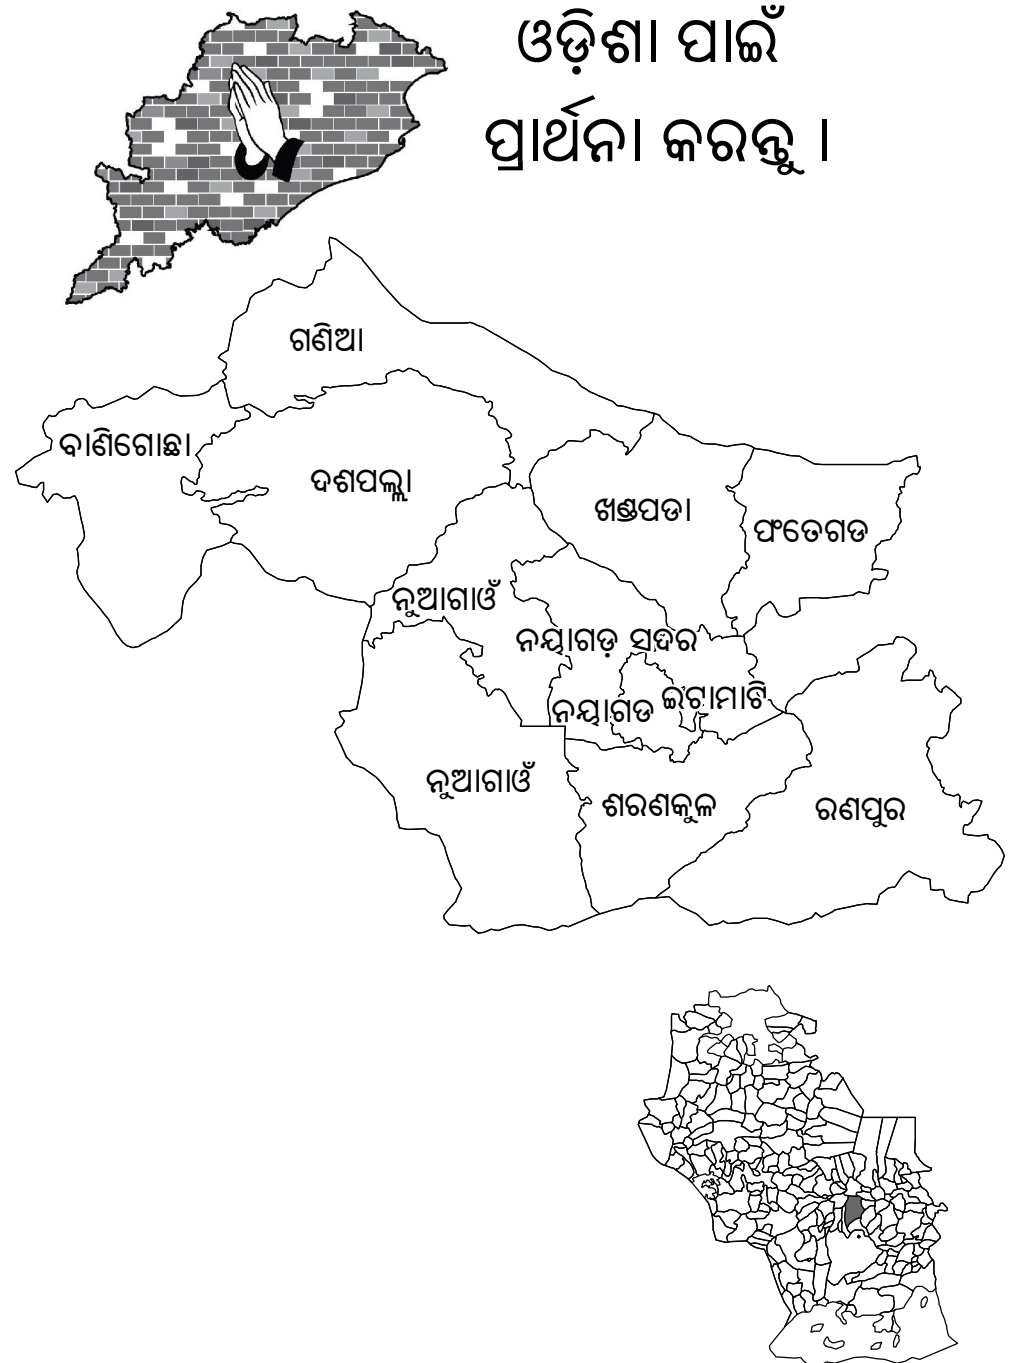 ଓଡ଼ିଶା ପାଇଁ
ପ୍ରାର୍ଥନା କରନ୍ତୁ ।
ଗଣିଆ
ବାଣିଗୋଛା
ଦଶପଲ୍ଲା
ଖଣ୍ଡପଡା
ଫତେଗଡ
ନୁଆଗାଓଁ
ନୟାଗଡ଼ ସଦର
ନୟାଗଡ
ଇଟାମାଟି
ନୁଆଗାଓଁ
ଶରଣକୁଳ
ରଣପୁର